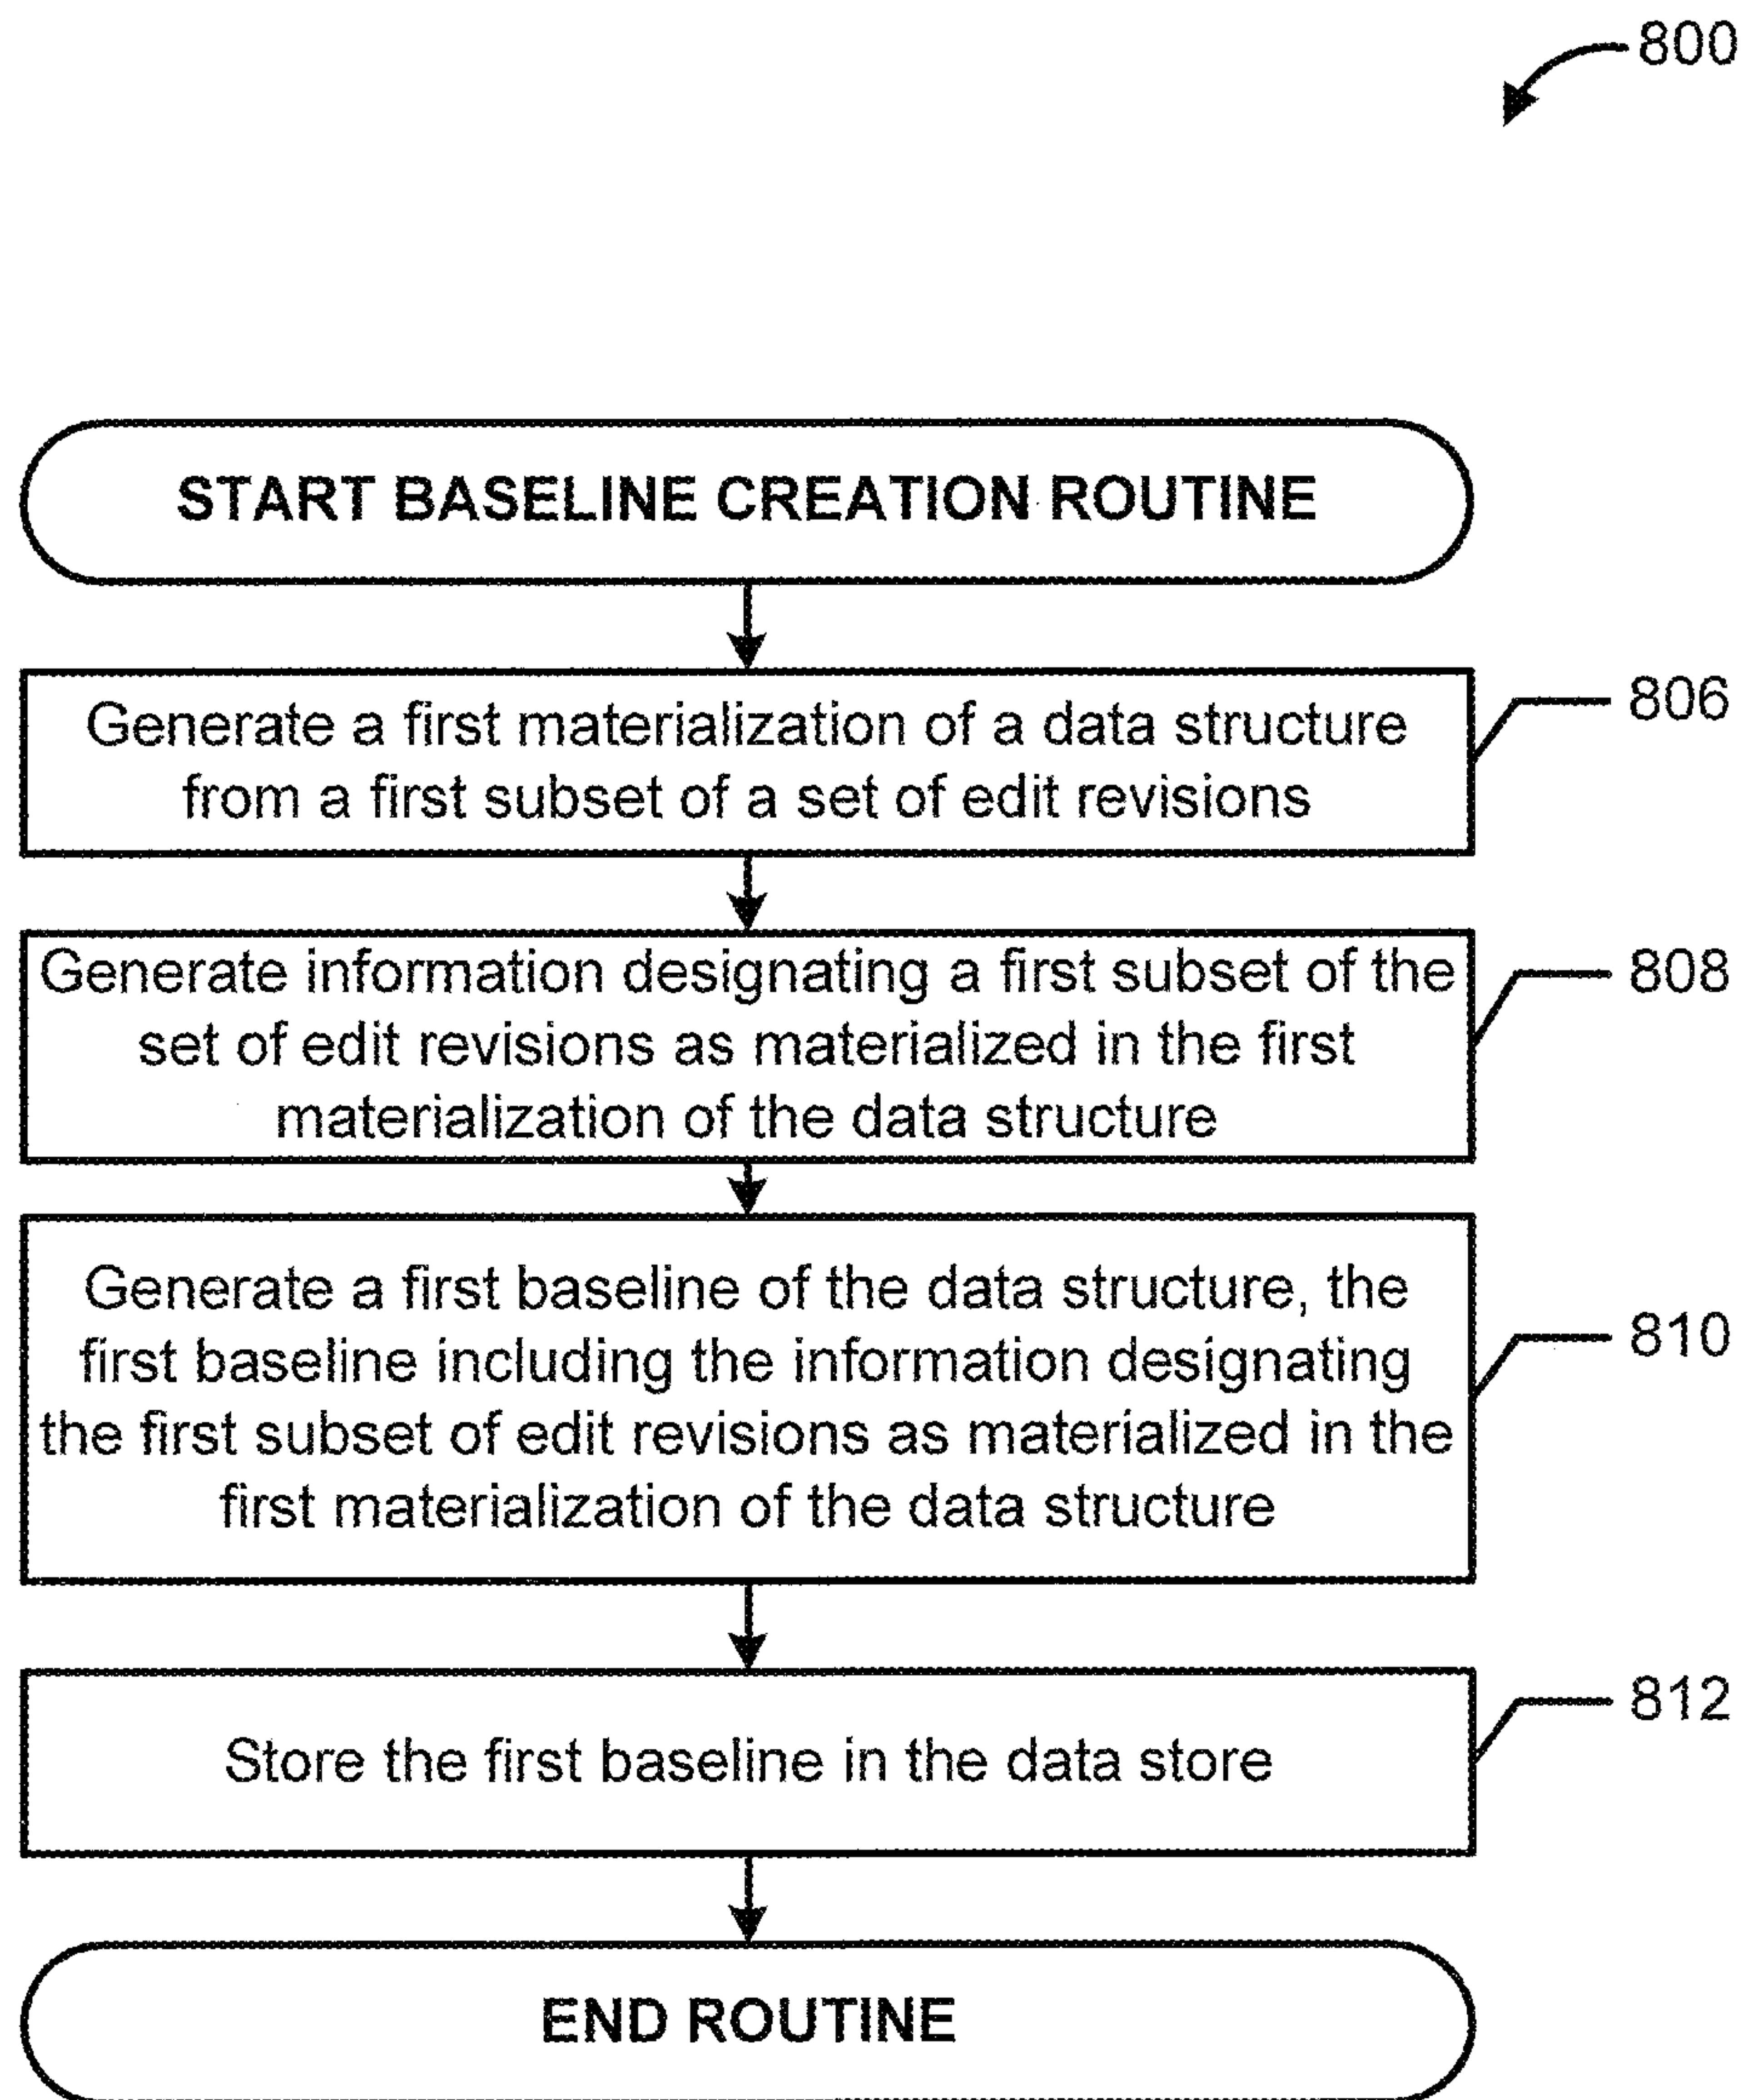 800
START BASELINE CREATION ROUTINE
Generate a first materialization of a data structure
from a first subset of a set of edit revisions
806
Generate information designating a first subset of the
set of edit revisions as materialized in the first
materialization of the data structure
808
Generate a first baseline of the data structure, the
first baseline including the information designating
the first subset of edit revisions as materialized in the
first materialization of the data structure
810
Store the first baseline in the data store
812
END ROUTINE